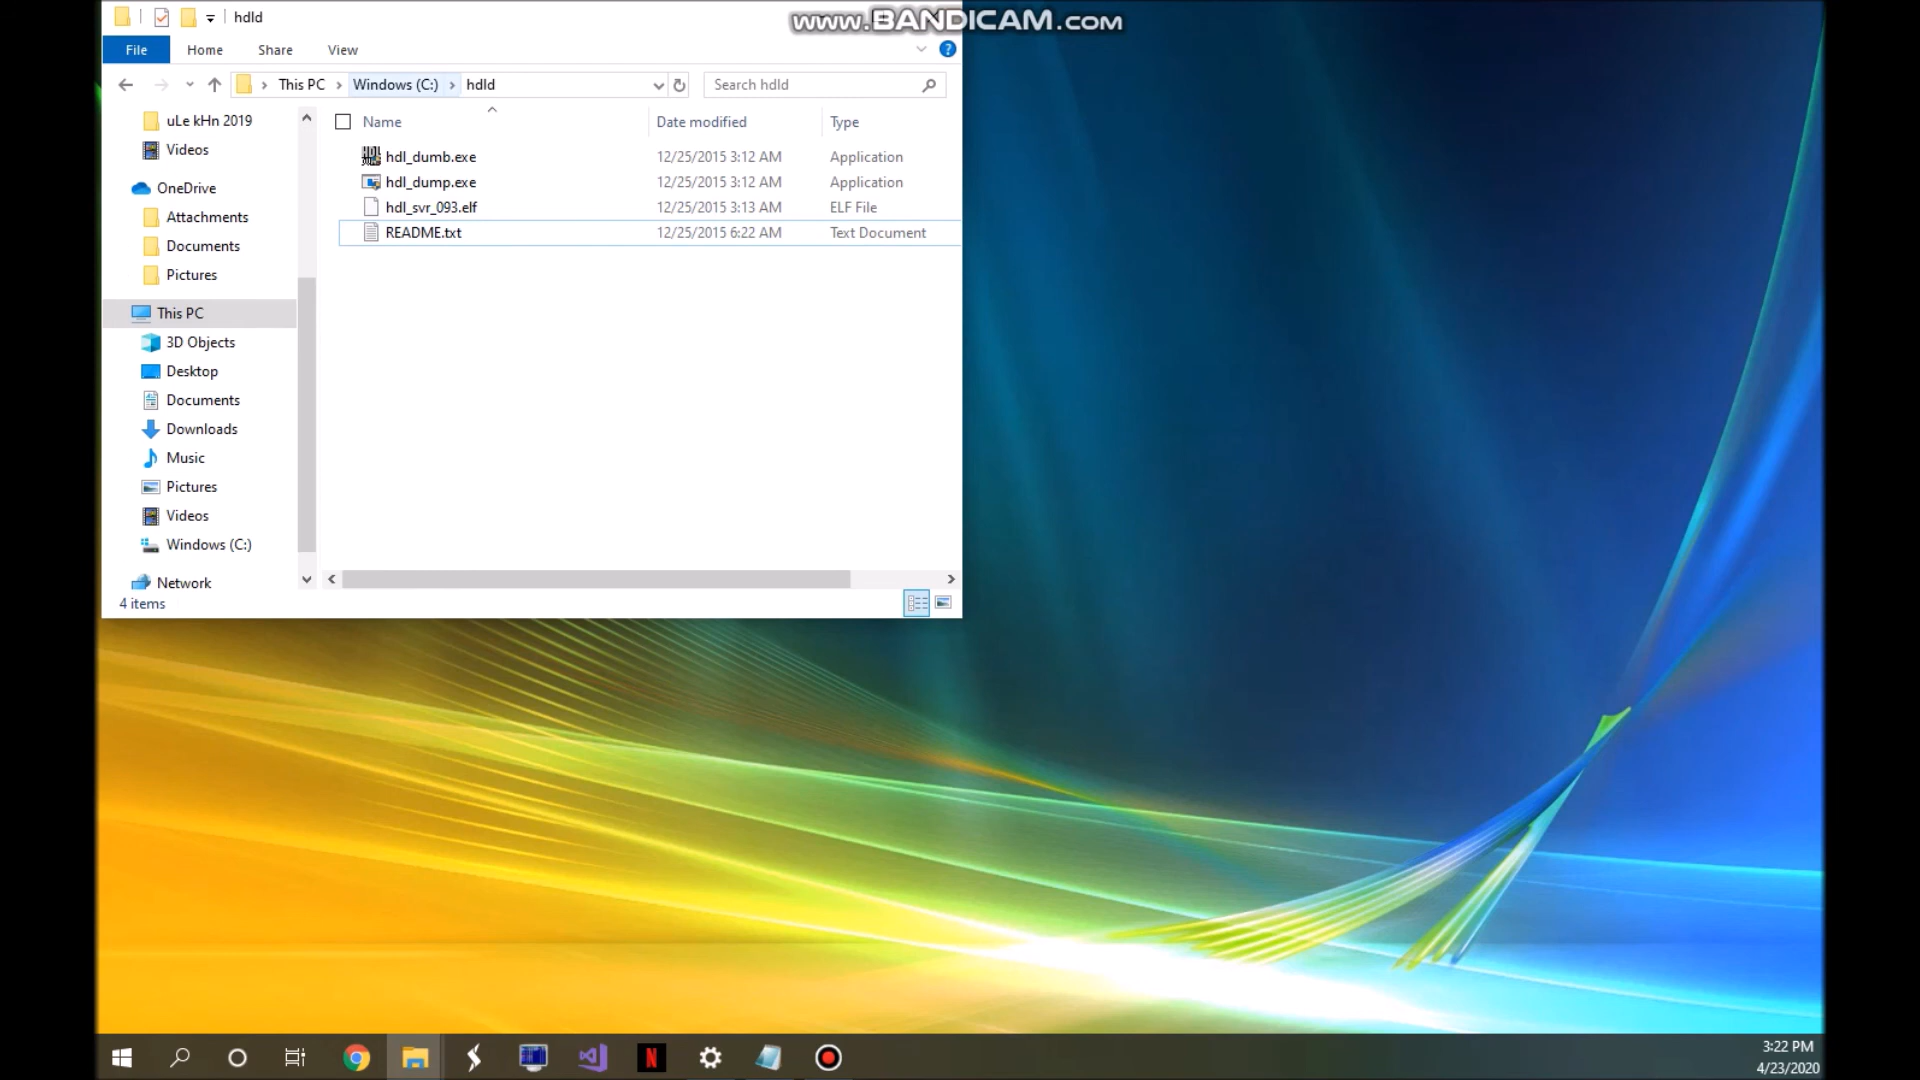 hdld
www.BANDICAM.com
File Home Share View
This PC > Windows (C:) > hdld
Search hdld
Name Date modified Type
hdl_dumb.exe 12/25/2015 3:12 AM Application
hdl_dump.exe 12/25/2015 3:12 AM Application
hdl_svr_093.elf 12/25/2015 3:13 AM ELF File
README.txt 12/25/2015 6:22 AM Text Document
uLe kHn 2019
Videos
OneDrive
Attachments
Documents
Pictures
This PC
3D Objects
Desktop
Documents
Downloads
Music
Pictures
Videos
Windows (C:)
Network
4 items
3:22 PM
4/23/2020